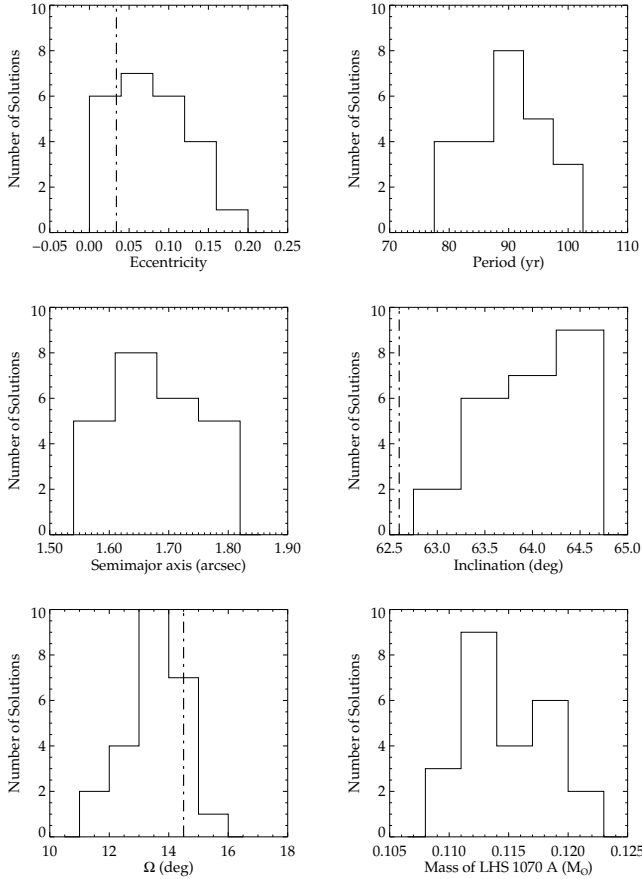 10
8
6
4
2
0
Number of Solutions
−0.05 0.00 0.05 0.10 0.15 0.20 0.25
Eccentricity
10
8
6
4
2
0
Number of Solutions
70 80 90 100 110
Period (yr)
10
8
6
4
2
0
Number of Solutions
1.50 1.60 1.70 1.80 1.90
Semimajor axis (arcsec)
10
8
6
4
2
0
Number of Solutions
62.5 63.0 63.5 64.0 64.5 65.0
Inclination (deg)
10
8
6
4
2
0
Number of Solutions
10 12 14 16 18
Ω (deg)
10
8
6
4
2
0
Number of Solutions
0.105 0.110 0.115 0.120 0.125
Mass of LHS 1070 A (M_O)